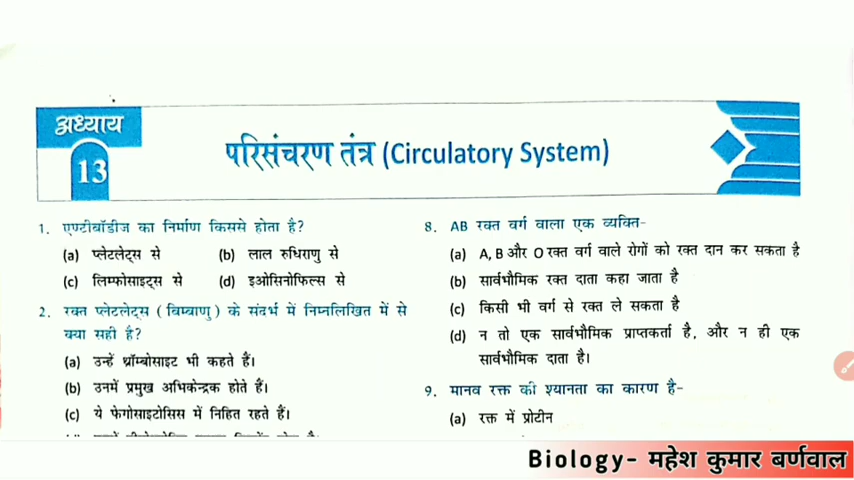 अध्याय
13
परिसंचरण तंत्र (Circulatory System)
1. एण्टीबॉडीज का निर्माण किससे होता है?
(a) प्लेटलेट्स से (b) लाल रुधिराणु से
(c) लिम्फोसाइट्स से (d) इओसिनोफिल्स से
2. रक्त प्लेटलेट्स (बिम्बाणु) के संदर्भ में निम्नलिखित में से
क्या सही है?
(a) उन्हें थ्रॉम्बोसाइट भी कहते हैं।
(b) उनमें प्रमुख अभिकेन्द्रक होते हैं।
(c) ये फेगोसाइटोसिस में निहित रहते हैं।
8. AB रक्त वर्ग वाला एक व्यक्ति-
(a) A, B और O रक्त वर्ग वाले रोगों को रक्त दान कर सकता है
(b) सार्वभौमिक रक्त दाता कहा जाता है
(c) किसी भी वर्ग से रक्त ले सकता है
(d) न तो एक सार्वभौमिक प्राप्तकर्ता है, और न ही एक
सार्वभौमिक दाता है।
9. मानव रक्त की श्यानता का कारण है-
(a) रक्त में प्रोटीन
Biology- महेश कुमार बर्णवाल